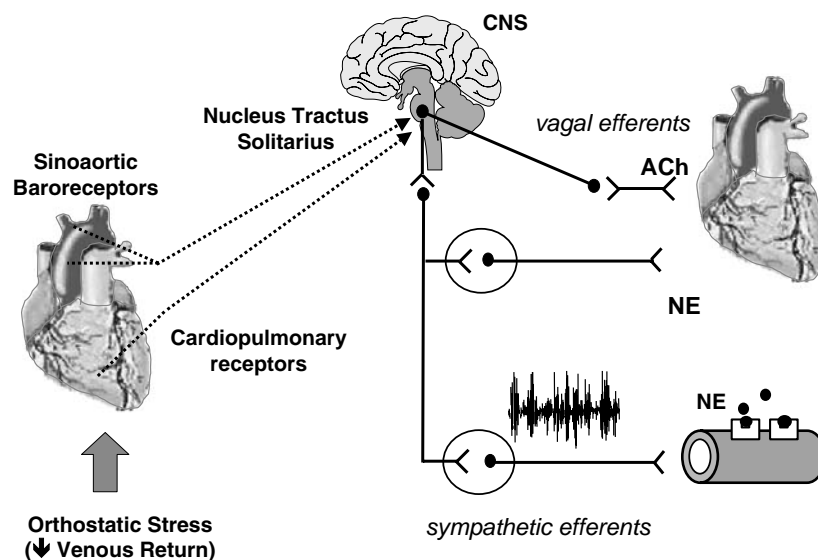 CNS
Nucleus Tractus
Solitarius
vagal efferents
Sinoaortic
Baroreceptors
ACh
NE
Cardiopulmonary
receptors
NE
Orthostatic Stress
(🡇 Venous Return)
sympathetic efferents